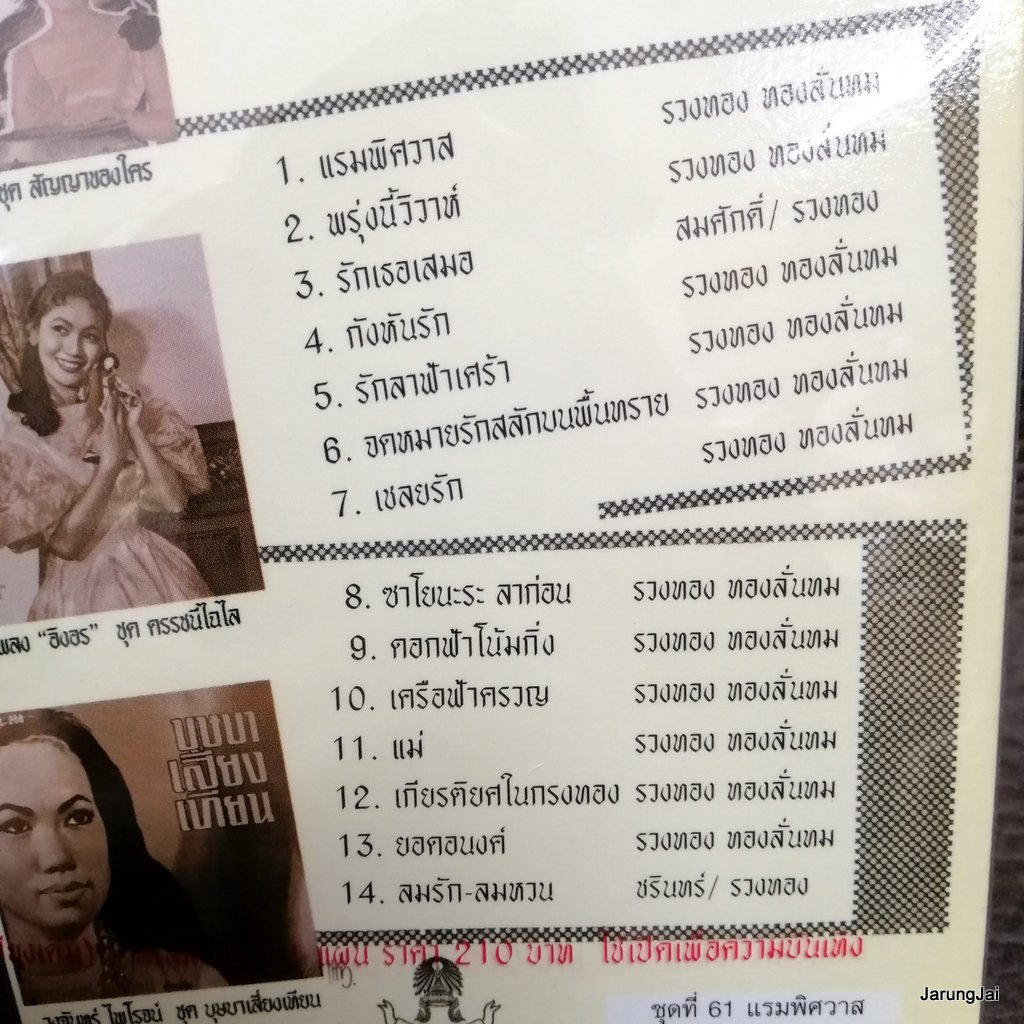 ชุด สัญญาของใคร
1. แรมพิศวาส รวงทอง ทองลั่นทม
2. พรุ่งนี้วิวาห์ รวงทอง ทองลั่นทม
3. รักเธอเสมอ สมศักดิ์/ รวงทอง
4. กังหันรัก รวงทอง ทองลั่นทม
5. รักลาฟ้าเศร้า รวงทอง ทองลั่นทม
6. จดหมายรักสลักบนพื้นทราย รวงทอง ทองลั่นทม
7. เชลยรัก รวงทอง ทองลั่นทม
เพลง "อิงอร" ชุด ดรรชนีไฉไล
8. ซาโยนะระ ลาก่อน รวงทอง ทองลั่นทม
9. ดอกฟ้าโน้มกิ่ง รวงทอง ทองลั่นทม
10. เครือฟ้าครวญ รวงทอง ทองลั่นทม
11. แม่ รวงทอง ทองลั่นทม
12. เกียรติยศในกรงทอง รวงทอง ทองลั่นทม
13. ยอดอนงค์ รวงทอง ทองลั่นทม
14. ลมรัก-ลมหวน ชรินทร์/ รวงทอง
บุษบา
เสี่ยง
เทียน
แผ่น ราคา 210 บาท ใช้เปิดเพื่อความบันเทิง
ไพโรจน์ ชุด บุษบาเสี่ยงเทียน
ชุดที่ 61 แรมพิศวาส
JarungJai